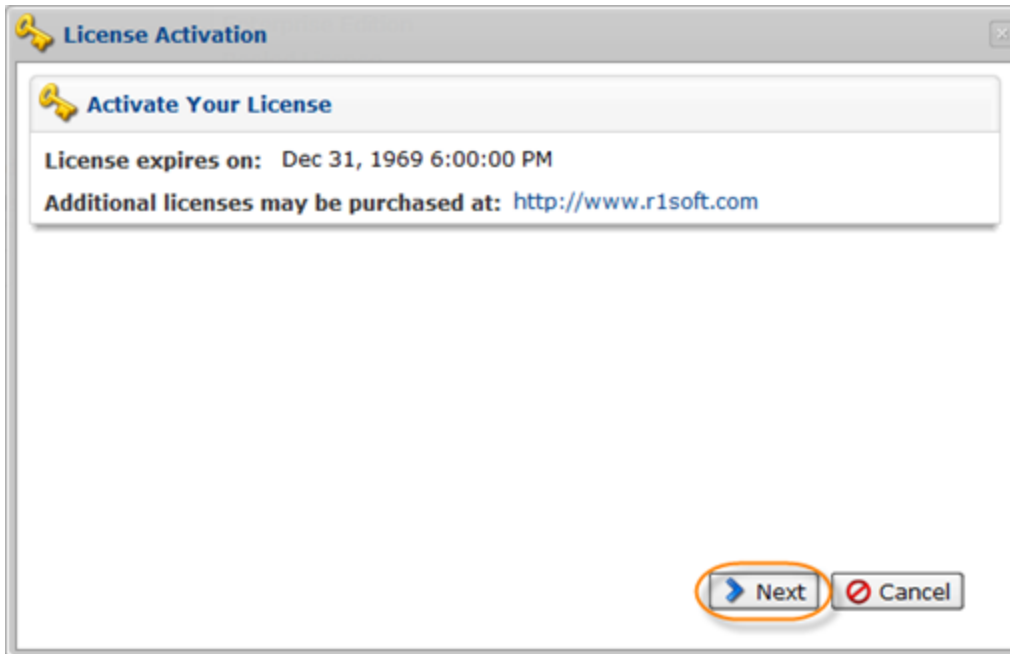 License Activation
Activate Your License
License expires on: Dec 31, 1969 6:00:00 PM
Additional licenses may be purchased at: http://www.r1soft.com
Next Cancel